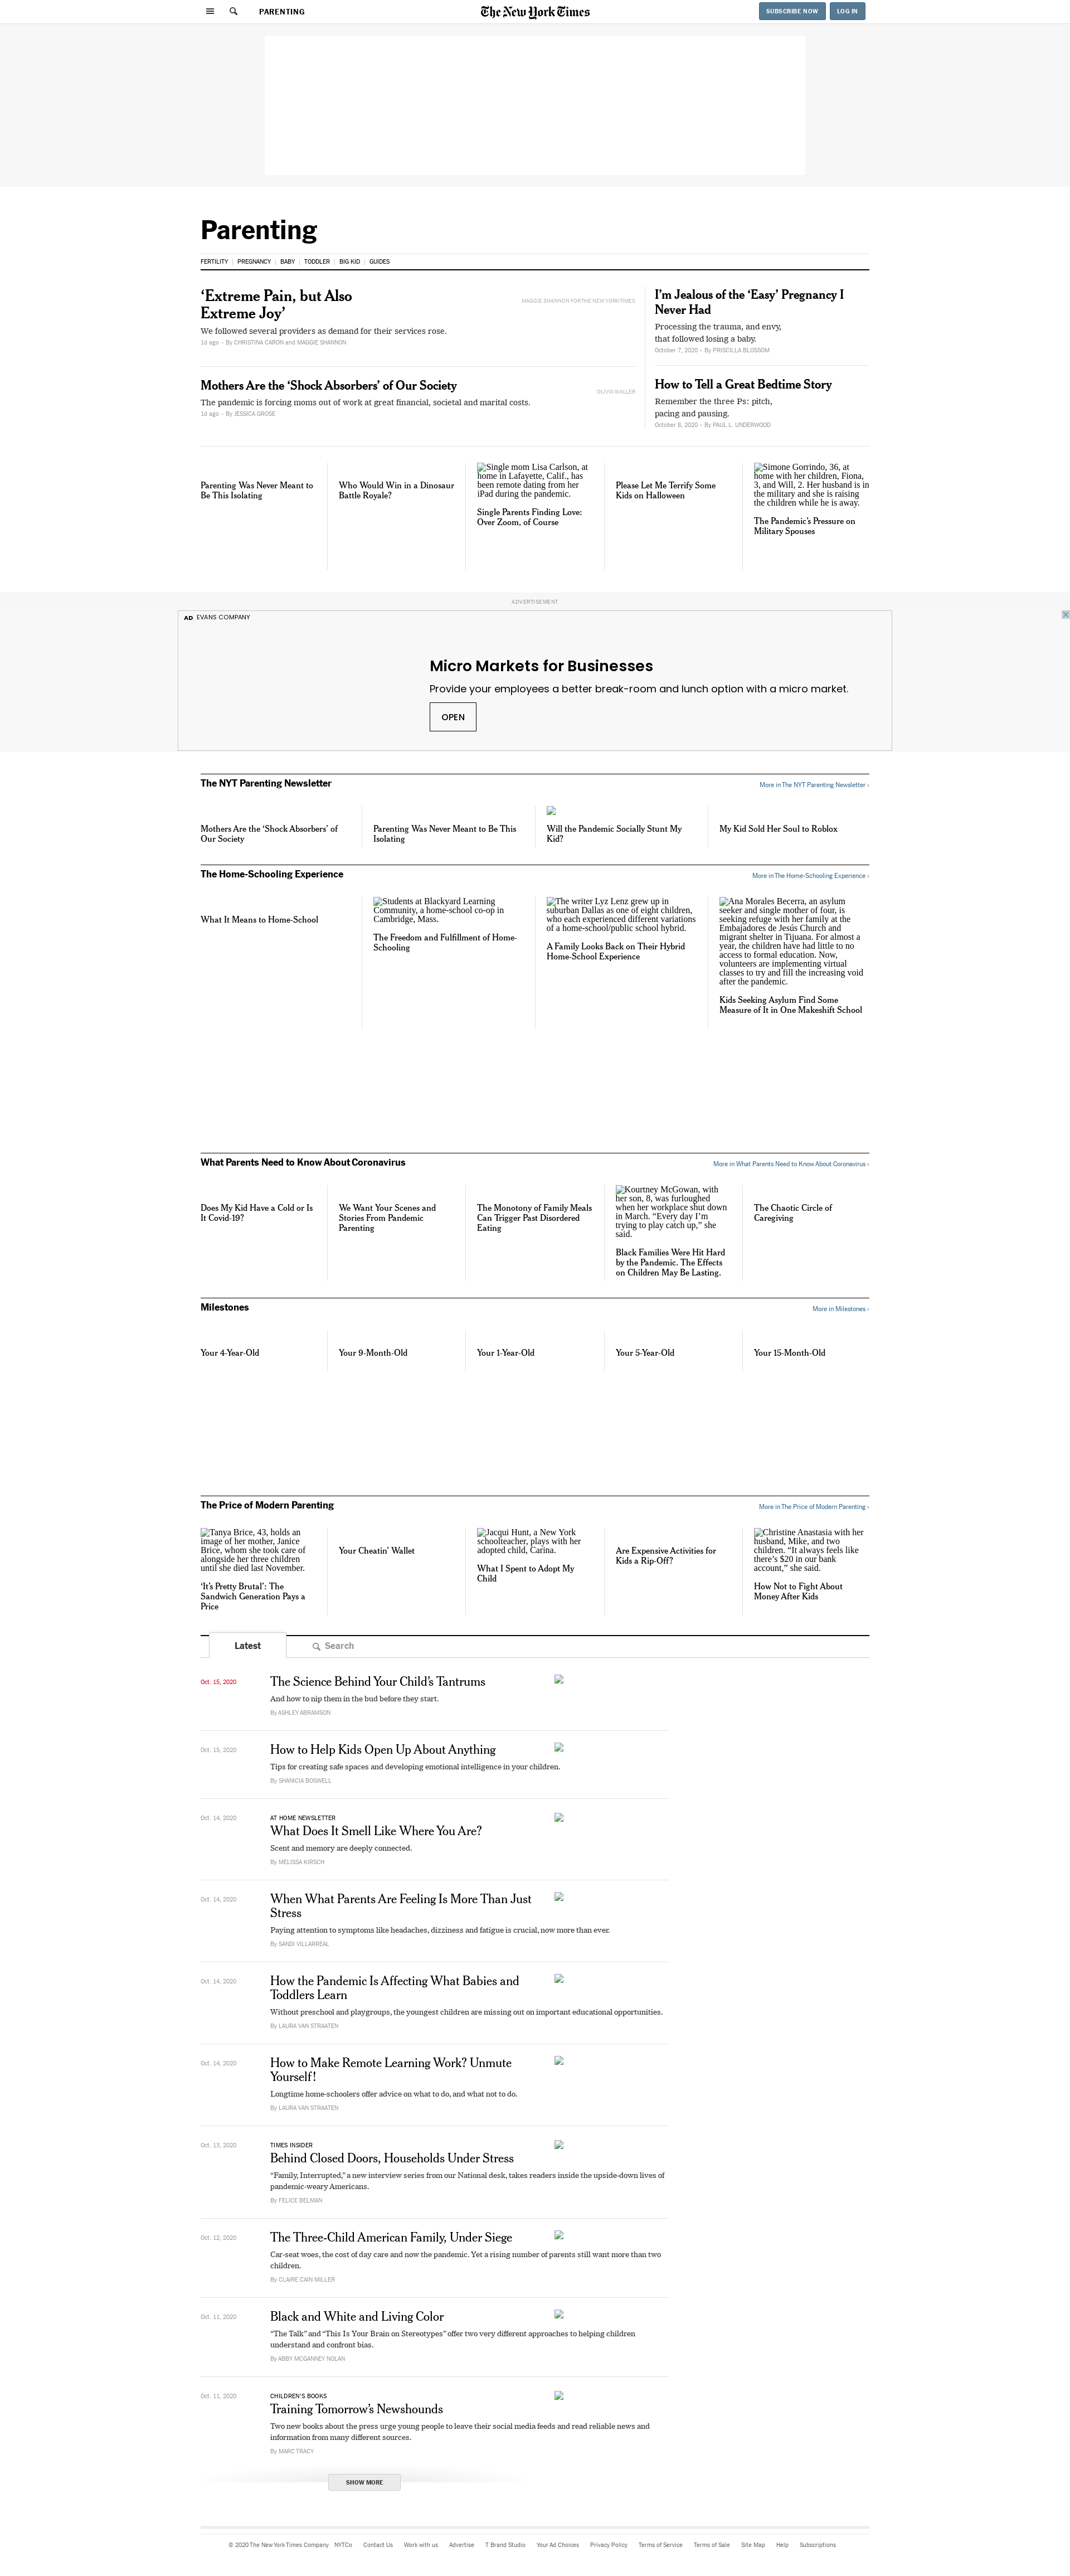 PARENTING
The New York Times
SUBSCRIBE NOW
LOG IN
Parenting
FERTILITY
PREGNANCY
BABY
TODDLER
BIG KID
GUIDES
‘Extreme Pain, but Also
Extreme Joy’
We followed several providers as demand for their services rose.
1d ago • By CHRISTINA CARON and MAGGIE SHANNON
MAGGIE SHANNON FOR THE NEW YORK TIMES
Mothers Are the ‘Shock Absorbers’ of Our Society
The pandemic is forcing moms out of work at great financial, societal and marital costs.
1d ago • By JESSICA GROSE
OLIVIA WALLER
I’m Jealous of the ‘Easy’ Pregnancy I
Never Had
Processing the trauma, and envy,
that followed losing a baby.
October 7, 2020 • By PRISCILLA BLOSSOM
How to Tell a Great Bedtime Story
Remember the three Ps: pitch,
pacing and pausing.
October 8, 2020 • By PAUL L. UNDERWOOD
Parenting Was Never Meant to
Be This Isolating
Who Would Win in a Dinosaur
Battle Royale?
Single mom Lisa Carlson, at
home in Lafayette, Calif., has
been remote dating from her
iPad during the pandemic.
Single Parents Finding Love:
Over Zoom, of Course
Please Let Me Terrify Some
Kids on Halloween
Simone Gorrindo, 36, at
home with her children, Fiona,
3, and Will, 2. Her husband is in
the military and she is raising
the children while he is away.
The Pandemic’s Pressure on
Military Spouses
ADVERTISEMENT
AD EVANS COMPANY
Micro Markets for Businesses
Provide your employees a better break-room and lunch option with a micro market.
OPEN
The NYT Parenting Newsletter
More in The NYT Parenting Newsletter ›
Mothers Are the ‘Shock Absorbers’ of
Our Society
Parenting Was Never Meant to Be This
Isolating
Will the Pandemic Socially Stunt My
Kid?
My Kid Sold Her Soul to Roblox
The Home-Schooling Experience
More in The Home-Schooling Experience ›
What It Means to Home-School
Students at Blackyard Learning
Community, a home-school co-op in
Cambridge, Mass.
The Freedom and Fulfillment of Home-
Schooling
The writer Lyz Lenz grew up in
suburban Dallas as one of eight children,
who each experienced different variations
of a home-school/public school hybrid.
A Family Looks Back on Their Hybrid
Home-School Experience
Ana Morales Becerra, an asylum
seeker and single mother of four, is
seeking refuge with her family at the
Embajadores de Jesús Church and
migrant shelter in Tijuana. For almost a
year, the children have had little to no
access to formal education. Now,
volunteers are implementing virtual
classes to try and fill the increasing void
after the pandemic.
Kids Seeking Asylum Find Some
Measure of It in One Makeshift School
What Parents Need to Know About Coronavirus
More in What Parents Need to Know About Coronavirus ›
Does My Kid Have a Cold or Is
It Covid-19?
We Want Your Scenes and
Stories From Pandemic
Parenting
The Monotony of Family Meals
Can Trigger Past Disordered
Eating
Kourtney McGowan, with
her son, 8, was furloughed
when her workplace shut down
in March. “Every day I’m
trying to play catch up,” she
said.
Black Families Were Hit Hard
by the Pandemic. The Effects
on Children May Be Lasting.
The Chaotic Circle of
Caregiving
Milestones
More in Milestones ›
Your 4-Year-Old
Your 9-Month-Old
Your 1-Year-Old
Your 5-Year-Old
Your 15-Month-Old
The Price of Modern Parenting
More in The Price of Modern Parenting ›
Tanya Brice, 43, holds an
image of her mother, Janice
Brice, whom she took care of
alongside her three children
until she died last November.
‘It’s Pretty Brutal’: The
Sandwich Generation Pays a
Price
Your Cheatin’ Wallet
Jacqui Hunt, a New York
schoolteacher, plays with her
adopted child, Carina.
What I Spent to Adopt My
Child
Are Expensive Activities for
Kids a Rip-Off?
Christine Anastasia with her
husband, Mike, and two
children. “It always feels like
there’s $20 in our bank
account,” she said.
How Not to Fight About
Money After Kids
Latest
Search
Oct. 15, 2020
The Science Behind Your Child’s Tantrums
And how to nip them in the bud before they start.
By ASHLEY ABRAMSON
Oct. 15, 2020
How to Help Kids Open Up About Anything
Tips for creating safe spaces and developing emotional intelligence in your children.
By SHANICIA BOSWELL
Oct. 14, 2020
AT HOME NEWSLETTER
What Does It Smell Like Where You Are?
Scent and memory are deeply connected.
By MELISSA KIRSCH
Oct. 14, 2020
When What Parents Are Feeling Is More Than Just
Stress
Paying attention to symptoms like headaches, dizziness and fatigue is crucial, now more than ever.
By SANDI VILLARREAL
Oct. 14, 2020
How the Pandemic Is Affecting What Babies and
Toddlers Learn
Without preschool and playgroups, the youngest children are missing out on important educational opportunities.
By LAURA VAN STRAATEN
Oct. 14, 2020
How to Make Remote Learning Work? Unmute
Yourself!
Longtime home-schoolers offer advice on what to do, and what not to do.
By LAURA VAN STRAATEN
Oct. 13, 2020
TIMES INSIDER
Behind Closed Doors, Households Under Stress
“Family, Interrupted,” a new interview series from our National desk, takes readers inside the upside-down lives of
pandemic-weary Americans.
By FELICE BELMAN
Oct. 12, 2020
The Three-Child American Family, Under Siege
Car-seat woes, the cost of day care and now the pandemic. Yet a rising number of parents still want more than two
children.
By CLAIRE CAIN MILLER
Oct. 11, 2020
Black and White and Living Color
“The Talk” and “This Is Your Brain on Stereotypes” offer two very different approaches to helping children
understand and confront bias.
By ABBY MCGANNEY NOLAN
Oct. 11, 2020
CHILDREN’S BOOKS
Training Tomorrow’s Newshounds
Two new books about the press urge young people to leave their social media feeds and read reliable news and
information from many different sources.
By MARC TRACY
SHOW MORE
© 2020 The New York Times Company
NYTCo
Contact Us
Work with us
Advertise
T Brand Studio
Your Ad Choices
Privacy Policy
Terms of Service
Terms of Sale
Site Map
Help
Subscriptions